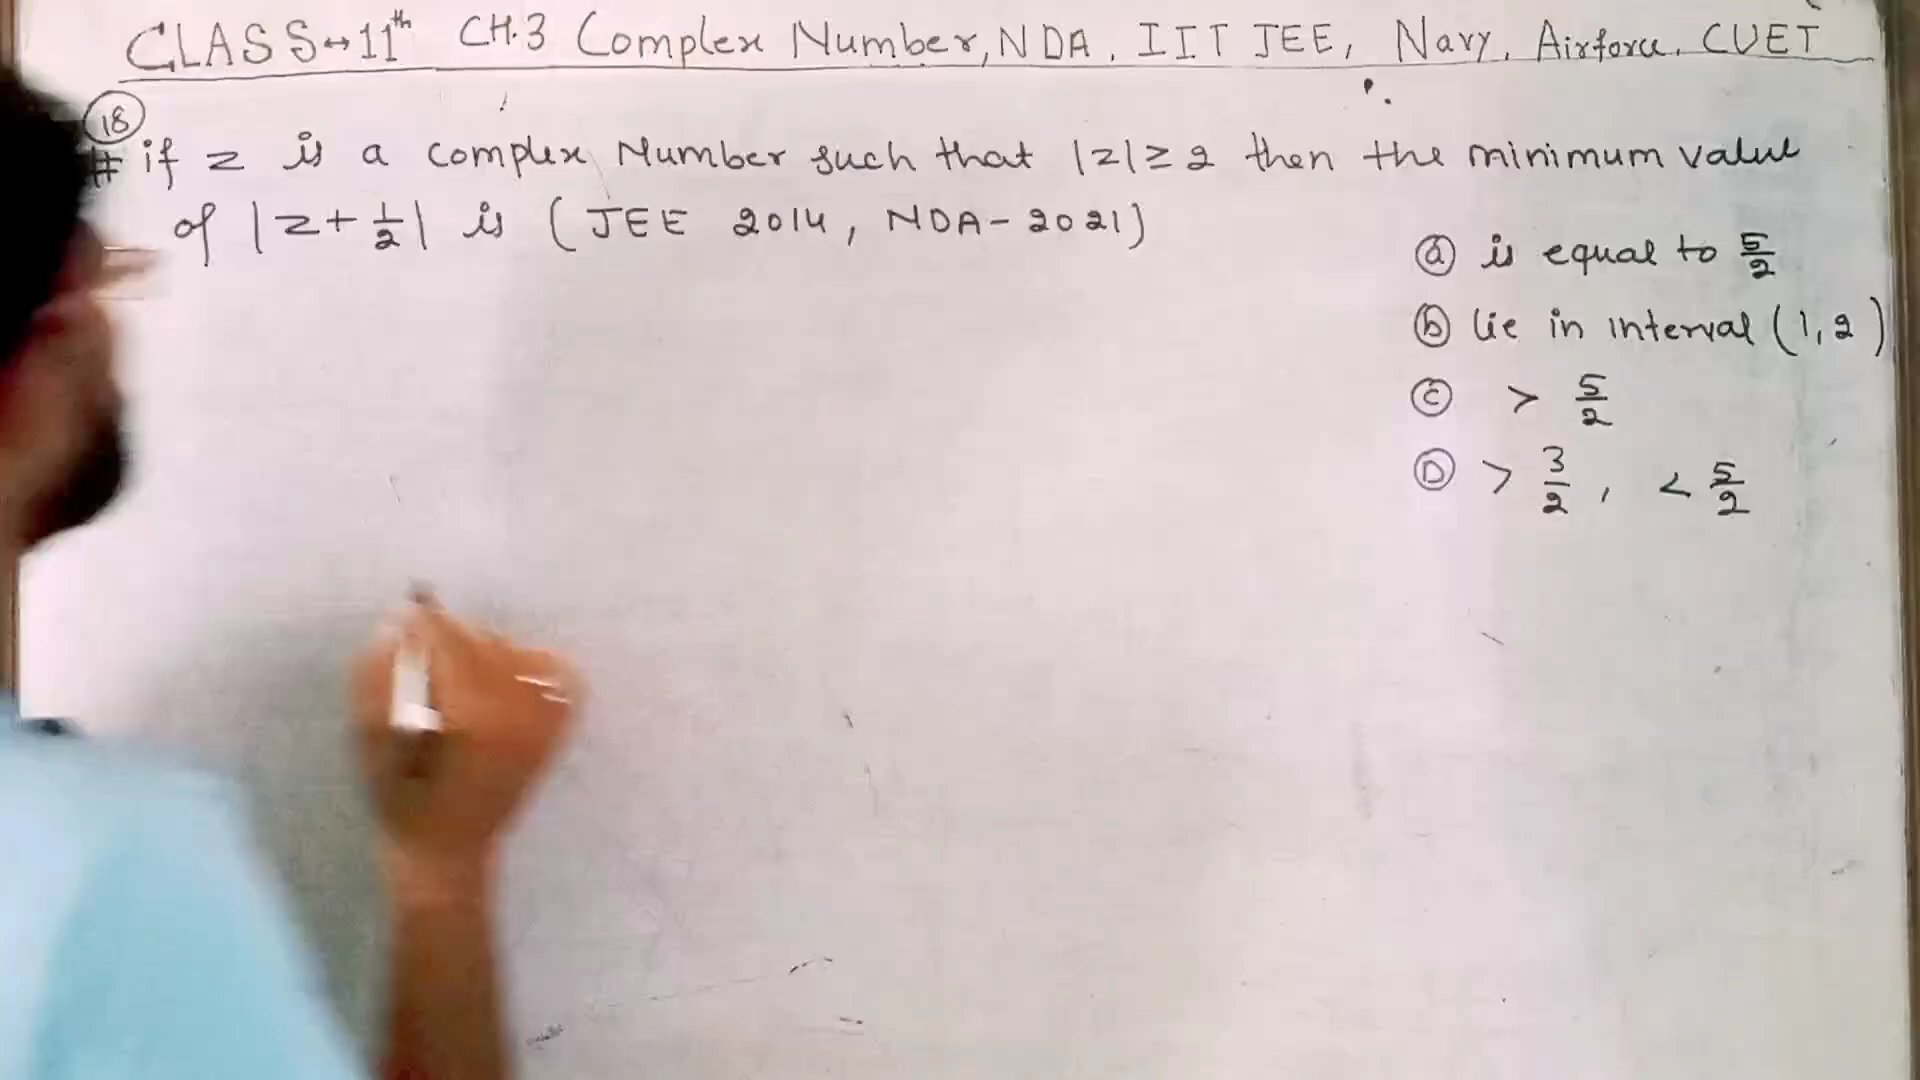 CLASS↔11th CH.3 Complex Number, NDA, IIT JEE, Navy, Airforce, CUET
18
# if z is a complex Number such that |z| ≥ 2 then the minimum value
of |z + 1/2| is (JEE 2014, NDA-2021)
(a) is equal to 5/2
(b) lie in interval (1, 2)
(c) > 5/2
(D) > 3/2, < 5/2